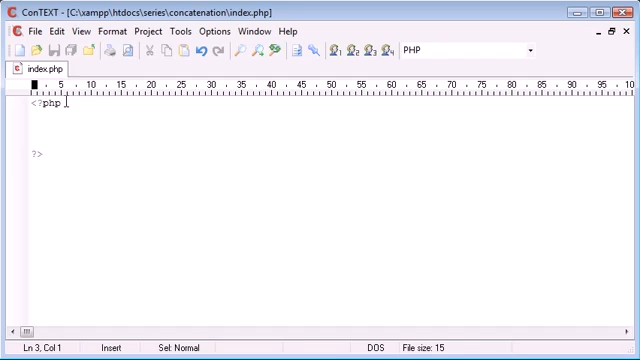 ConTEXT - [C:\xampp\htdocs\series\concatenation\index.php]
File Edit View Format Project Tools Options Window Help
PHP
index.php
5 10 15 20 25 30 35 40 45 50 55 60 65 70 75 80 85 90 95 10
<?php
?>
Ln 3, Col 1 Insert Sel: Normal DOS File size: 15